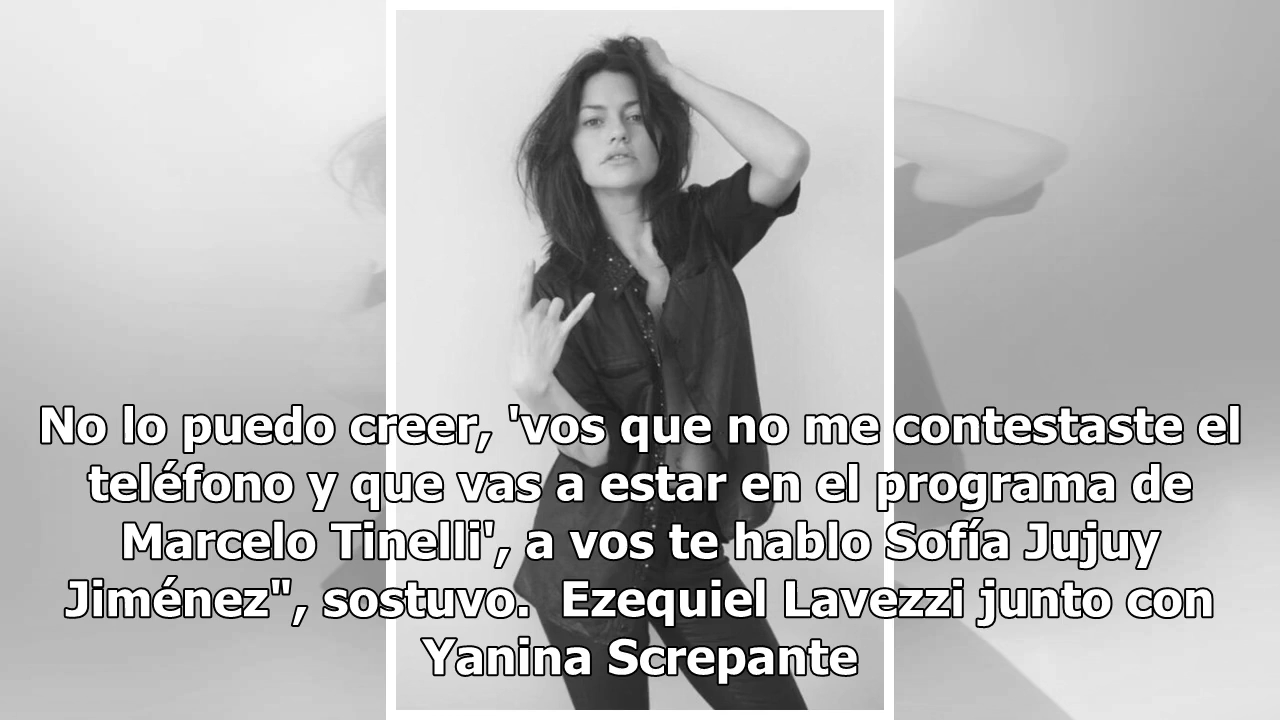 No lo puedo creer, 'vos que no me contestaste el
teléfono y que vas a estar en el programa de
Marcelo Tinelli', a vos te hablo Sofía Jujuy
Jiménez", sostuvo.  Ezequiel Lavezzi junto con
Yanina Screpante